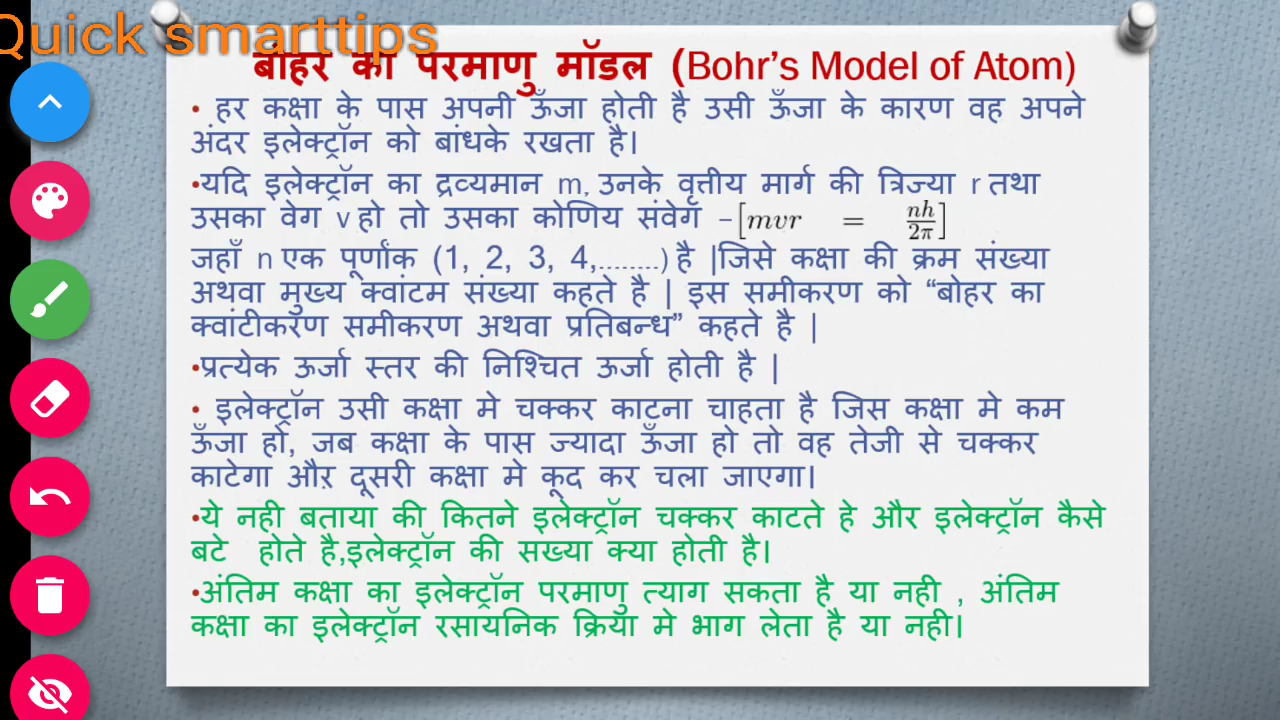 Quick smarttips
बोहर का परमाणु मॉडल (Bohr's Model of Atom)
• हर कक्षा के पास अपनी ऊँजा होती है उसी ऊँजा के कारण वह अपने
अंदर इलेक्ट्रॉन को बांधके रखता है।
•यदि इलेक्ट्रॉन का द्रव्यमान m, उनके वृत्तीय मार्ग की त्रिज्या r तथा
उसका वेग v हो तो उसका कोणिय संवेग –[mvr = nh/2π]
जहाँ n एक पूर्णांक (1, 2, 3, 4,........) है |जिसे कक्षा की क्रम संख्या
अथवा मुख्य क्वांटम संख्या कहते है | इस समीकरण को “बोहर का
क्वांटीकरण समीकरण अथवा प्रतिबन्ध” कहते है |
•प्रत्येक ऊर्जा स्तर की निश्चित ऊर्जा होती है |
• इलेक्ट्रॉन उसी कक्षा मे चक्कर काटना चाहता है जिस कक्षा मे कम
ऊँजा हो, जब कक्षा के पास ज्यादा ऊँजा हो तो वह तेजी से चक्कर
काटेगा औऱ दूसरी कक्षा मे कूद कर चला जाएगा।
•ये नही बताया की कितने इलेक्ट्रॉन चक्कर काटते हे और इलेक्ट्रॉन कैसे
बटे होते है,इलेक्ट्रॉन की सख्या क्या होती है।
•अंतिम कक्षा का इलेक्ट्रॉन परमाणु त्याग सकता है या नही , अंतिम
कक्षा का इलेक्ट्रॉन रसायनिक क्रिया मे भाग लेता है या नही।